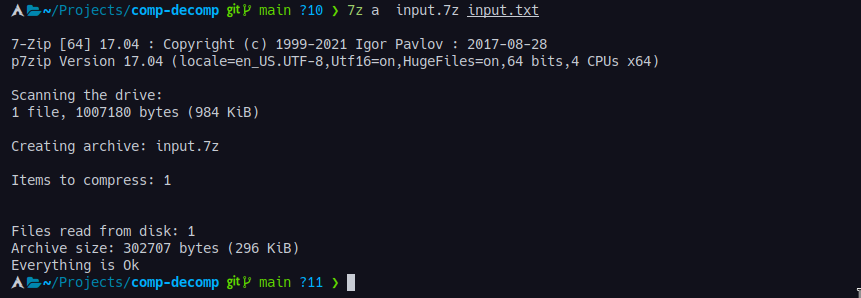 ~/Projects/comp-decomp git main ?10 ❯ 7z a  input.7z input.txt
7-Zip [64] 17.04 : Copyright (c) 1999-2021 Igor Pavlov : 2017-08-28
p7zip Version 17.04 (locale=en_US.UTF-8,Utf16=on,HugeFiles=on,64 bits,4 CPUs x64)
Scanning the drive:
1 file, 1007180 bytes (984 KiB)
Creating archive: input.7z
Items to compress: 1
Files read from disk: 1
Archive size: 302707 bytes (296 KiB)
Everything is Ok
~/Projects/comp-decomp git main ?11 ❯